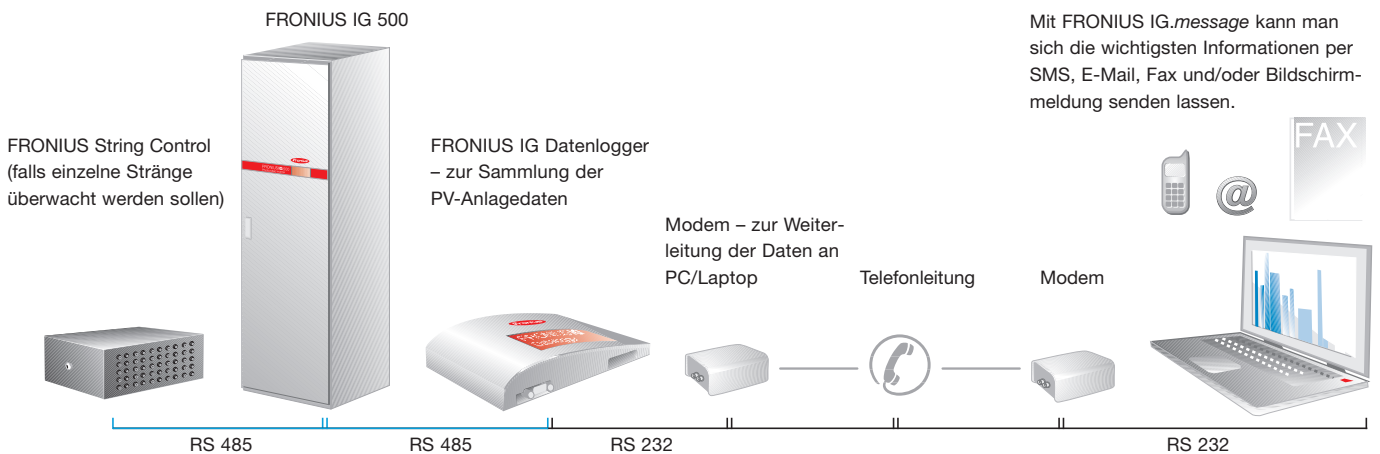 FRONIUS IG 500
Mit FRONIUS IG.message kann man
sich die wichtigsten Informationen per
SMS, E-Mail, Fax und/oder Bildschirm-
meldung senden lassen.
FRONIUS String Control
(falls einzelne Stränge
überwacht werden sollen)
FRONIUS IG Datenlogger
– zur Sammlung der
PV-Anlagedaten
FAX
@
Modem – zur Weiter-
leitung der Daten an
PC/Laptop
Telefonleitung
Modem
Fronius
RS 485
RS 485
RS 232
RS 232